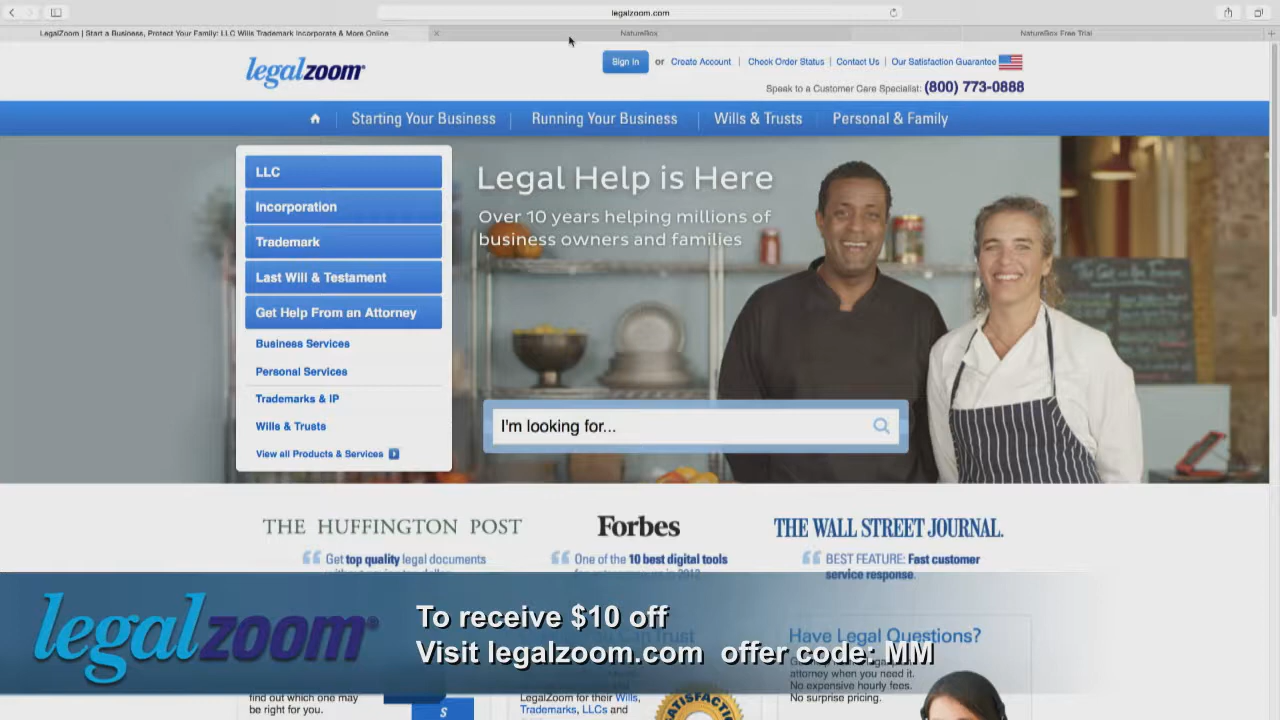 legalzoom.com
LegalZoom | Start a Business, Protect Your Family: LLC Wills Trademark Incorporate & More Online
NatureBox
NatureBox Free Trial
legalzoom
Sign In or Create Account | Check Order Status | Contact Us | Our Satisfaction Guarantee
Speak to a Customer Care Specialist: (800) 773-0888
Starting Your Business | Running Your Business | Wills & Trusts | Personal & Family
LLC
Incorporation
Trademark
Last Will & Testament
Get Help From an Attorney
Business Services
Personal Services
Trademarks & IP
Wills & Trusts
View all Products & Services
Legal Help is Here
Over 10 years helping millions of
business owners and families
I'm looking for...
THE HUFFINGTON POST
Get top quality legal documents
Forbes
One of the 10 best digital tools
THE WALL STREET JOURNAL.
BEST FEATURE: Fast customer
service response.
legalzoom®
To receive $10 off
Visit legalzoom.com offer code: MM
find out which one may
be right for you.
S
Trust
LegalZoom for their Wills,
Trademarks, LLCs and
SATISFACT
Have Legal Questions?
attorney when you need it.
No expensive hourly fees.
No surprise pricing.